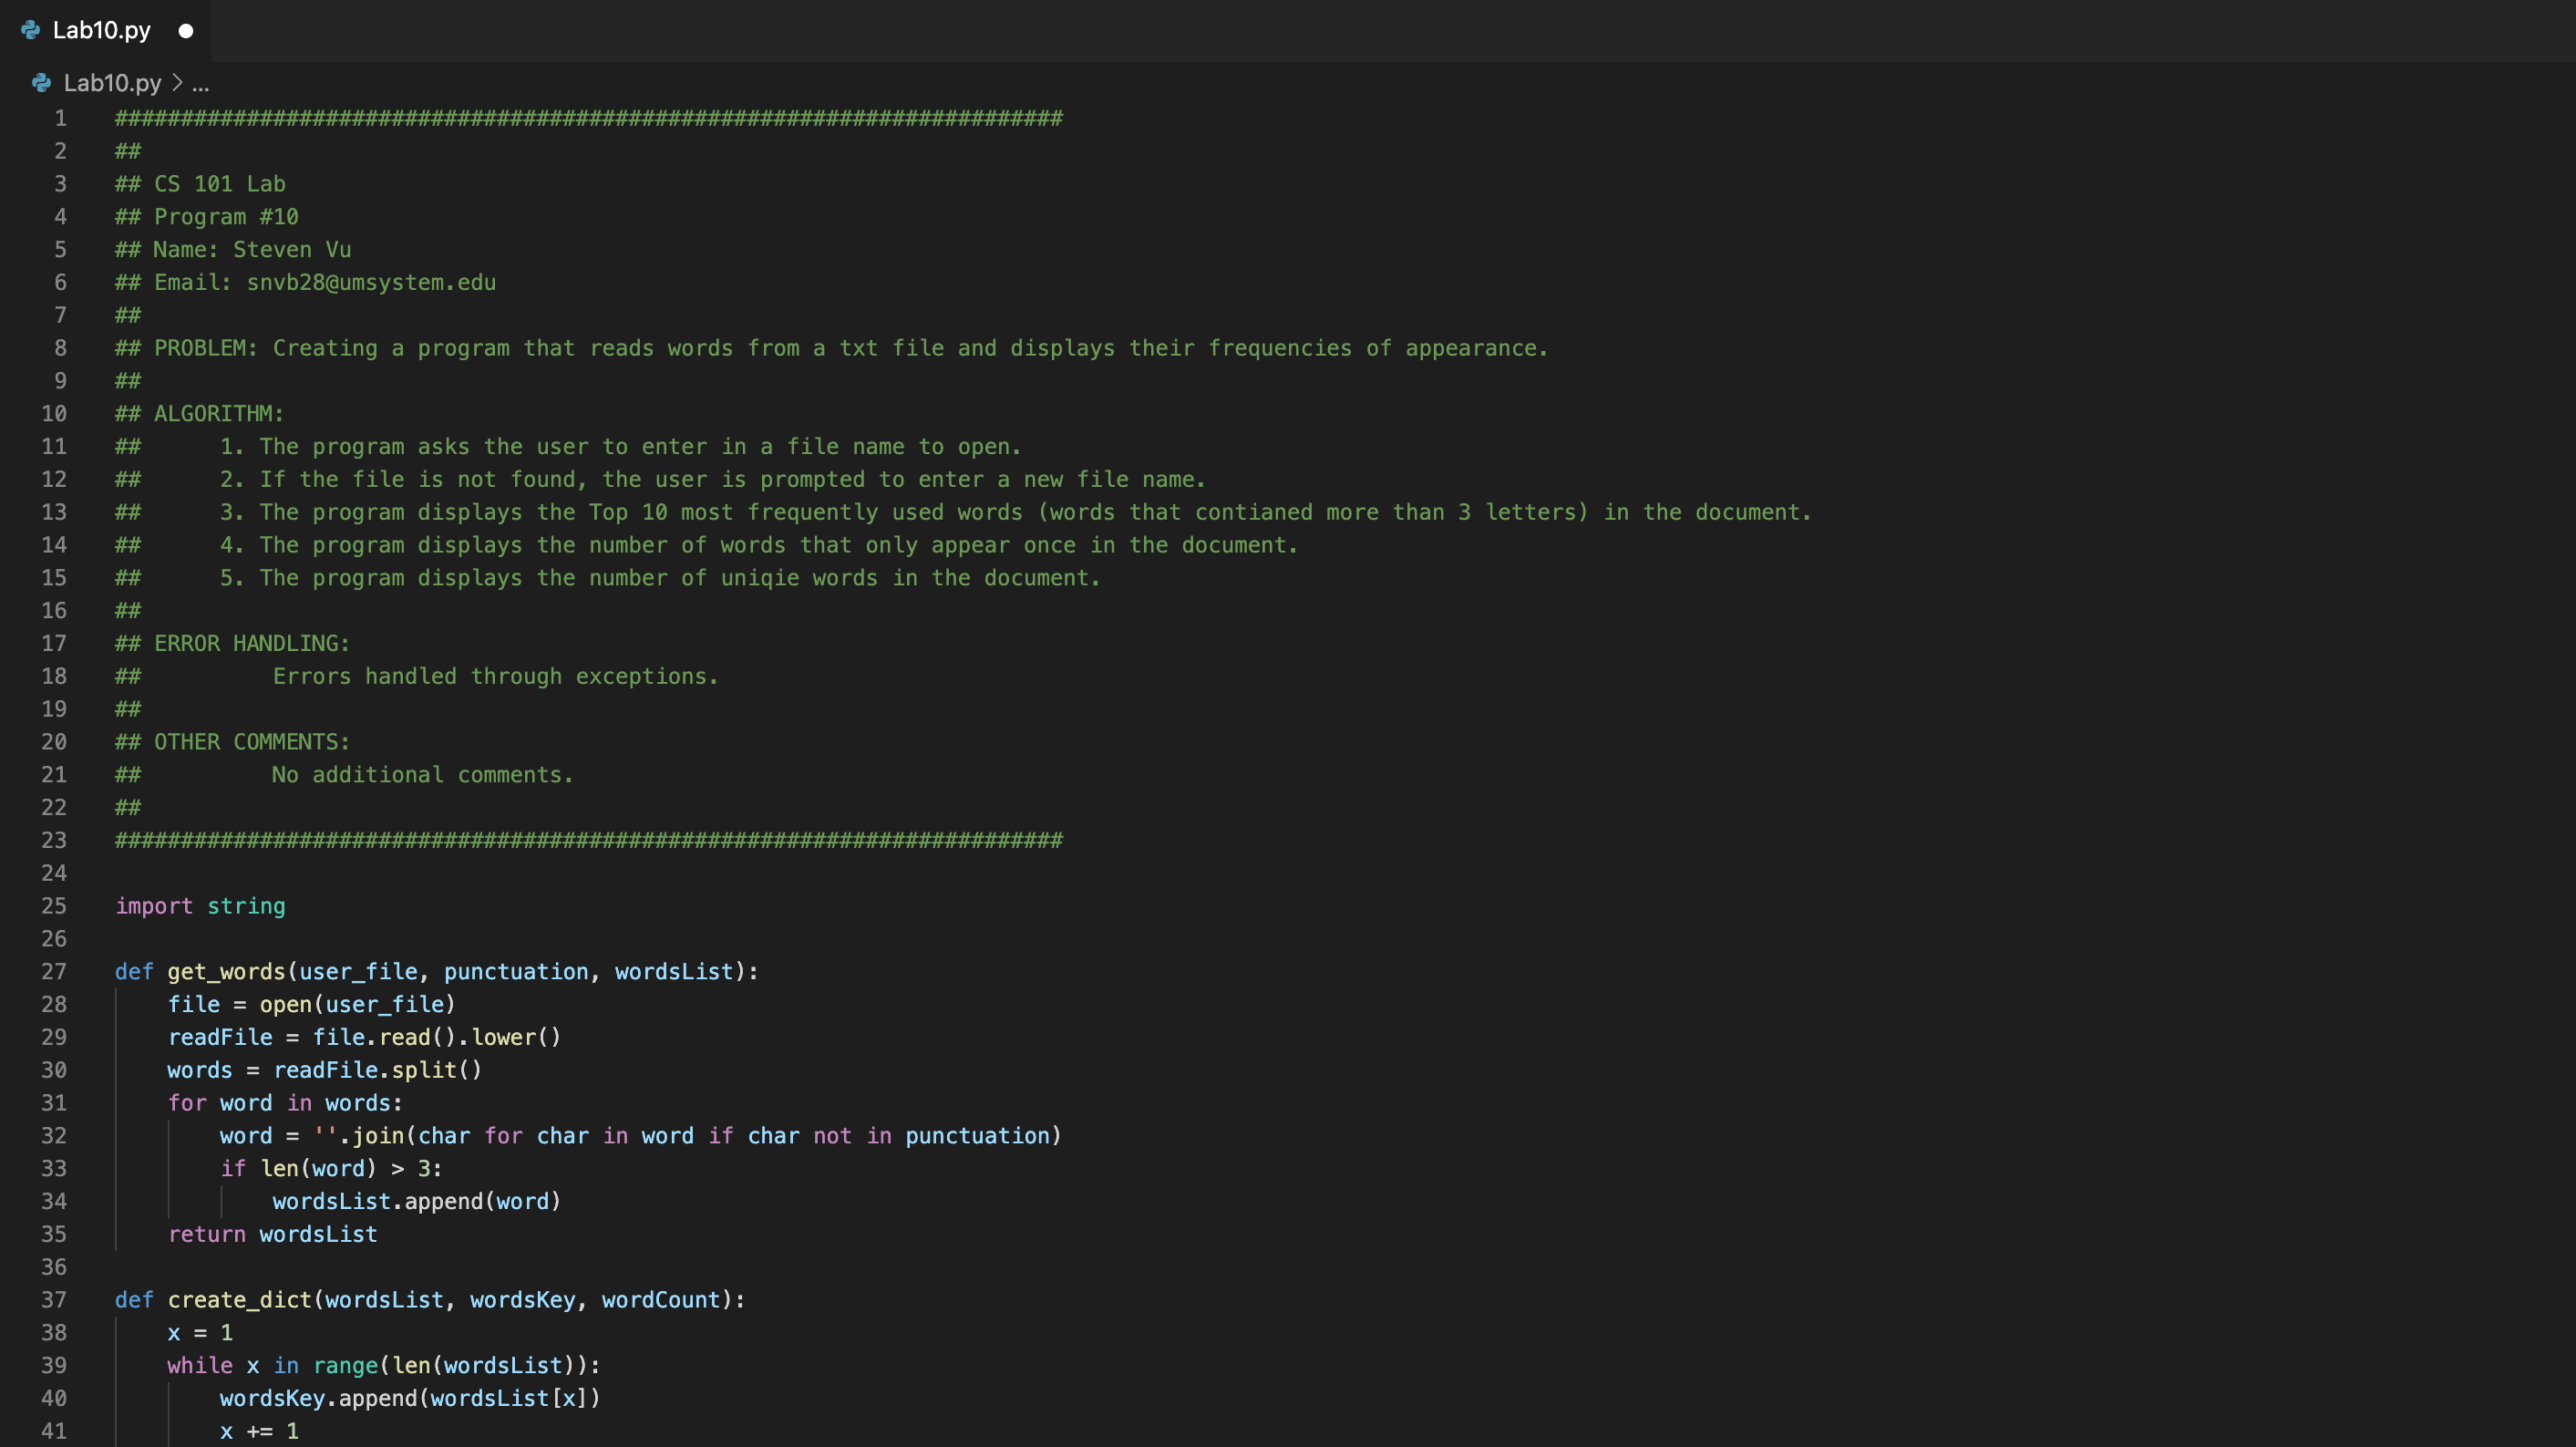 Lab10.py ●
Lab10.py > ...
1 ########################################################################
2 ##
3 ## CS 101 Lab
4 ## Program #10
5 ## Name: Steven Vu
6 ## Email: snvb28@umsystem.edu
7 ##
8 ## PROBLEM: Creating a program that reads words from a txt file and displays their frequencies of appearance.
9 ##
10 ## ALGORITHM:
11 ##      1. The program asks the user to enter in a file name to open.
12 ##      2. If the file is not found, the user is prompted to enter a new file name.
13 ##      3. The program displays the Top 10 most frequently used words (words that contianed more than 3 letters) in the document.
14 ##      4. The program displays the number of words that only appear once in the document.
15 ##      5. The program displays the number of uniqie words in the document.
16 ##
17 ## ERROR HANDLING:
18 ##          Errors handled through exceptions.
19 ##
20 ## OTHER COMMENTS:
21 ##          No additional comments.
22 ##
23 ########################################################################
24
25 import string
26
27 def get_words(user_file, punctuation, wordsList):
28     file = open(user_file)
29     readFile = file.read().lower()
30     words = readFile.split()
31     for word in words:
32         word = ''.join(char for char in word if char not in punctuation)
33         if len(word) > 3:
34             wordsList.append(word)
35     return wordsList
36
37 def create_dict(wordsList, wordsKey, wordCount):
38     x = 1
39     while x in range(len(wordsList)):
40         wordsKey.append(wordsList[x])
41         x += 1